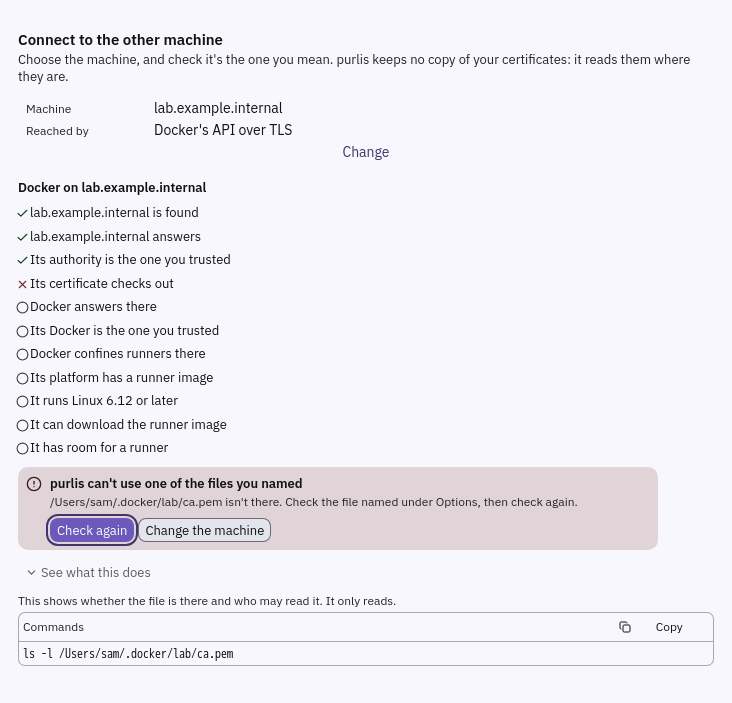 Connect to the other machine
Choose the machine, and check it's the one you mean. purlis keeps no copy of your certificates: it reads them where
they are.
Machine lab.example.internal
Reached by Docker's API over TLS
Change
Docker on lab.example.internal
lab.example.internal is found
lab.example.internal answers
Its authority is the one you trusted
Its certificate checks out
Docker answers there
Its Docker is the one you trusted
Docker confines runners there
Its platform has a runner image
It runs Linux 6.12 or later
It can download the runner image
It has room for a runner
purlis can't use one of the files you named
/Users/sam/.docker/lab/ca.pem isn't there. Check the file named under Options, then check again.
Check again Change the machine
See what this does
This shows whether the file is there and who may read it. It only reads.
Commands Copy
ls -l /Users/sam/.docker/lab/ca.pem